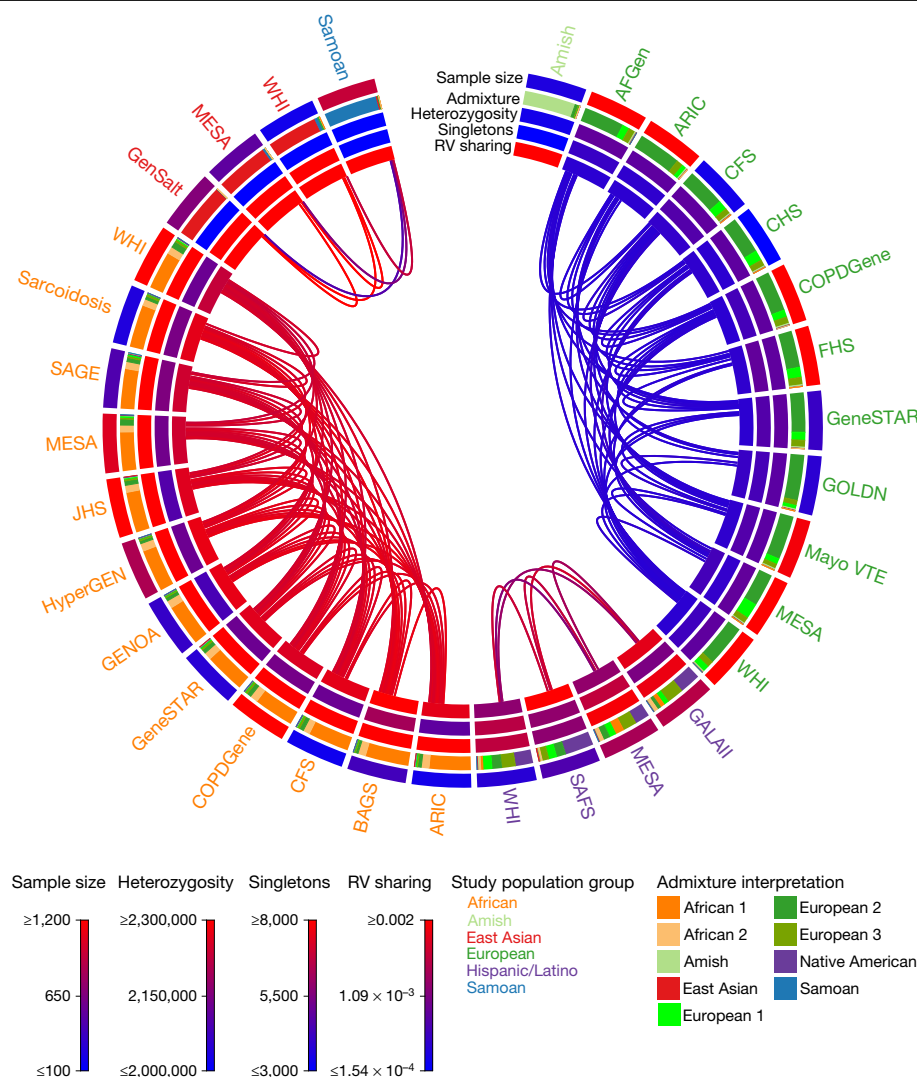 Samoan
WHI
MESA
GenSalt
WHI
Sarcoidosis
SAGE
MESA
JHS
HyperGEN
GENOA
GeneSTAR
COPDGene
CFS
BAGS
ARIC
WHI
SAFS
MESA
GALAII
WHI
MESA
Mayo VTE
GOLDN
GeneSTAR
FHS
COPDGene
CHS
CFS
ARIC
AFGen
Amish
Sample size
Admixture
Heterozygosity
Singletons
RV sharing
Sample size
≥1,200
650
≤100
Heterozygosity
≥2,300,000
2,150,000
≤2,000,000
Singletons
≥8,000
5,500
≤3,000
RV sharing
≥0.002
1.09 × 10⁻³
≤1.54 × 10⁻⁴
Study population group
African
Amish
East Asian
European
Hispanic/Latino
Samoan
Admixture interpretation
African 1
African 2
Amish
East Asian
European 1
European 2
European 3
Native American
Samoan